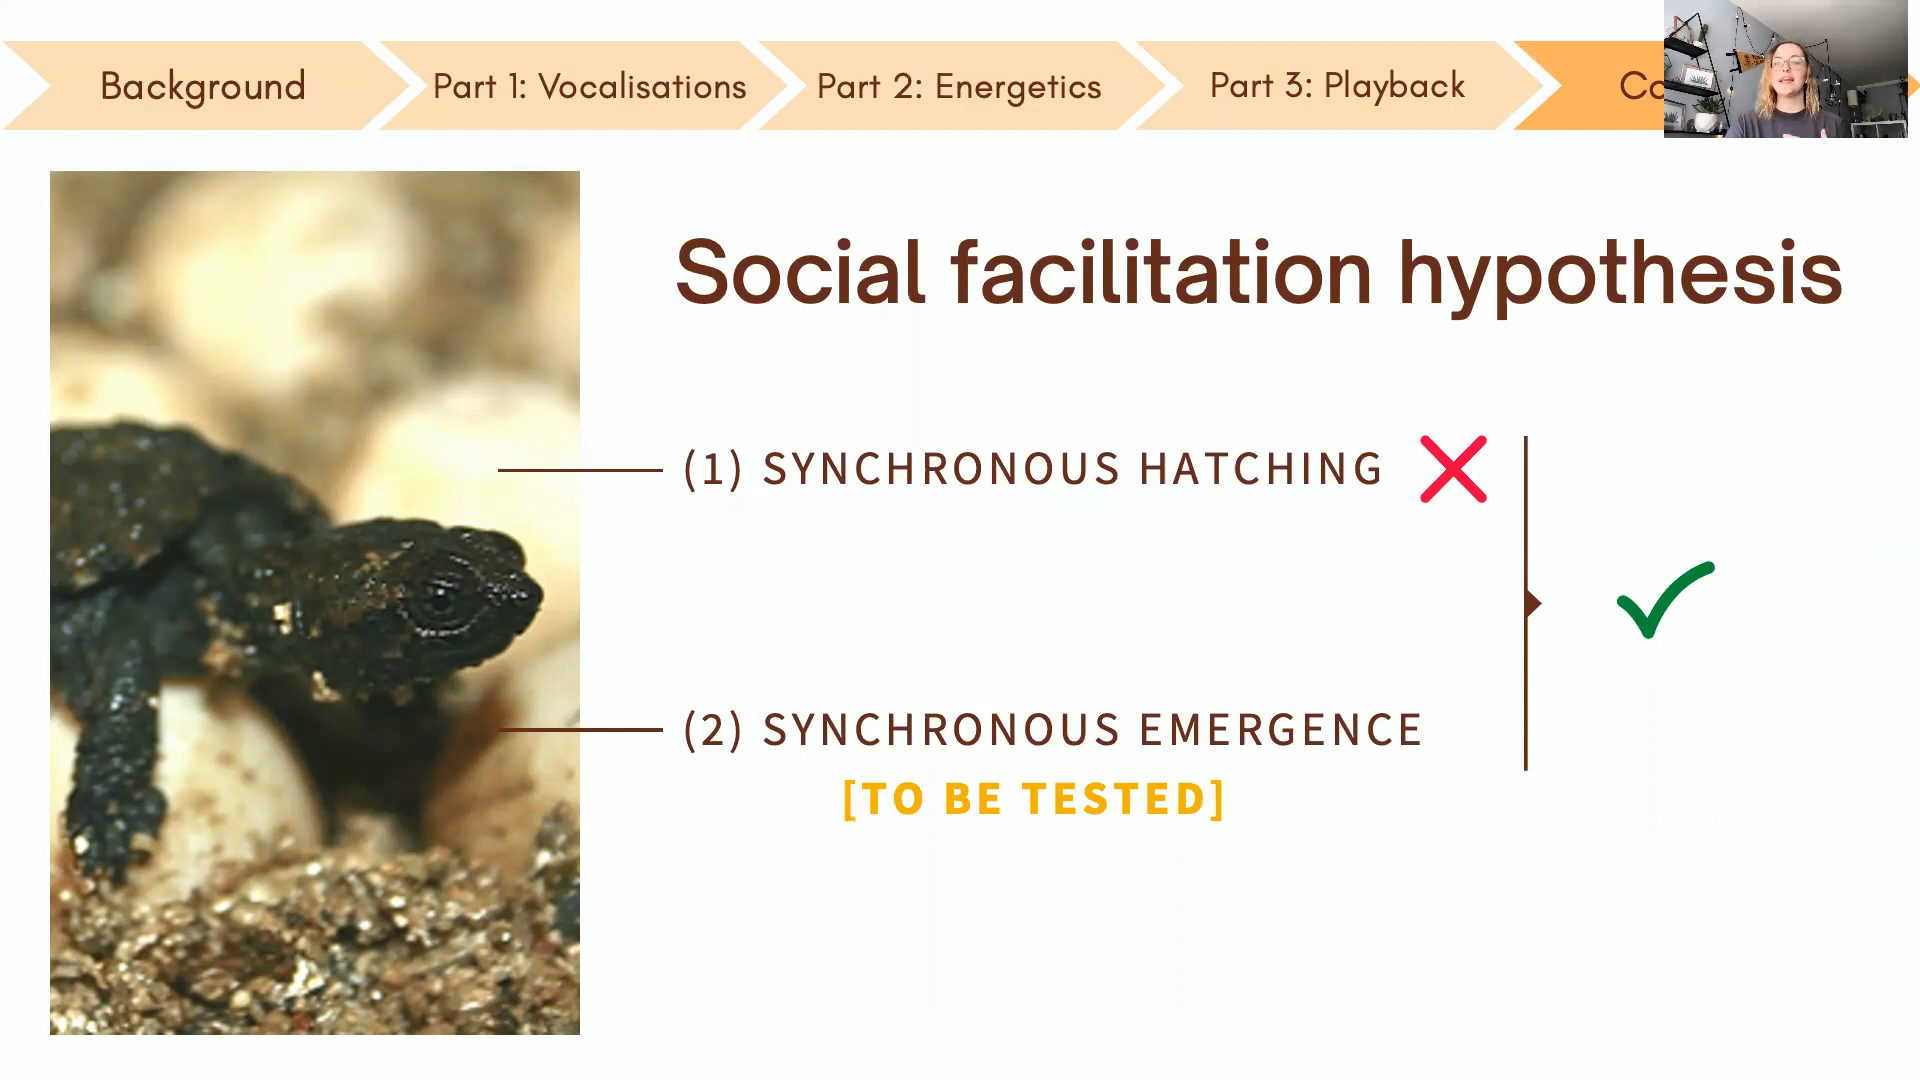 Background
Part 1: Vocalisations
Part 2: Energetics
Part 3: Playback
Social facilitation hypothesis
(1) SYNCHRONOUS HATCHING
(2) SYNCHRONOUS EMERGENCE
[TO BE TESTED]